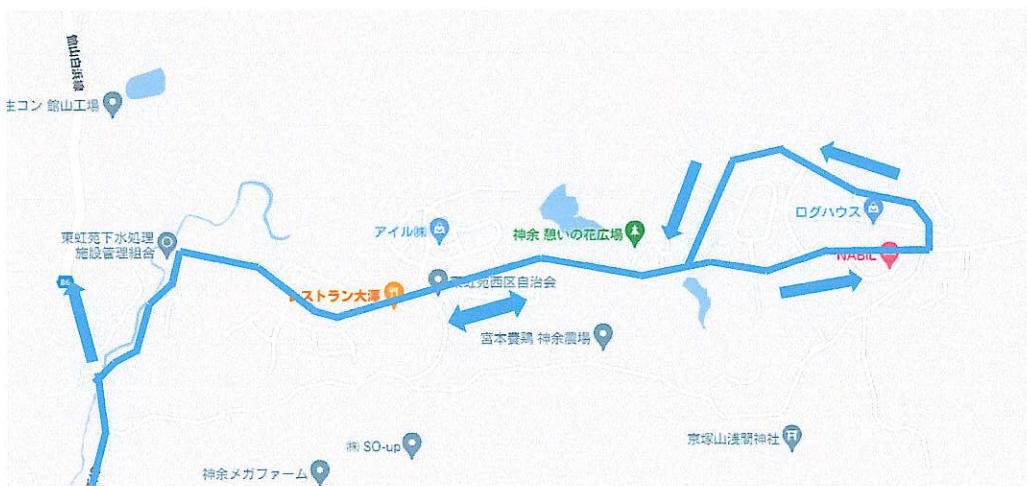 館山白浜線
生コン 館山工場
東虹苑下水処理
施設管理組合
アイル㈱
神余 憩いの花広場
ログハウス
NABIL
86
レストラン大澤
東虹苑西区自治会
宮本養鶏 神余農場
㈱ SO-up
京塚山浅間神社
神余メガファーム